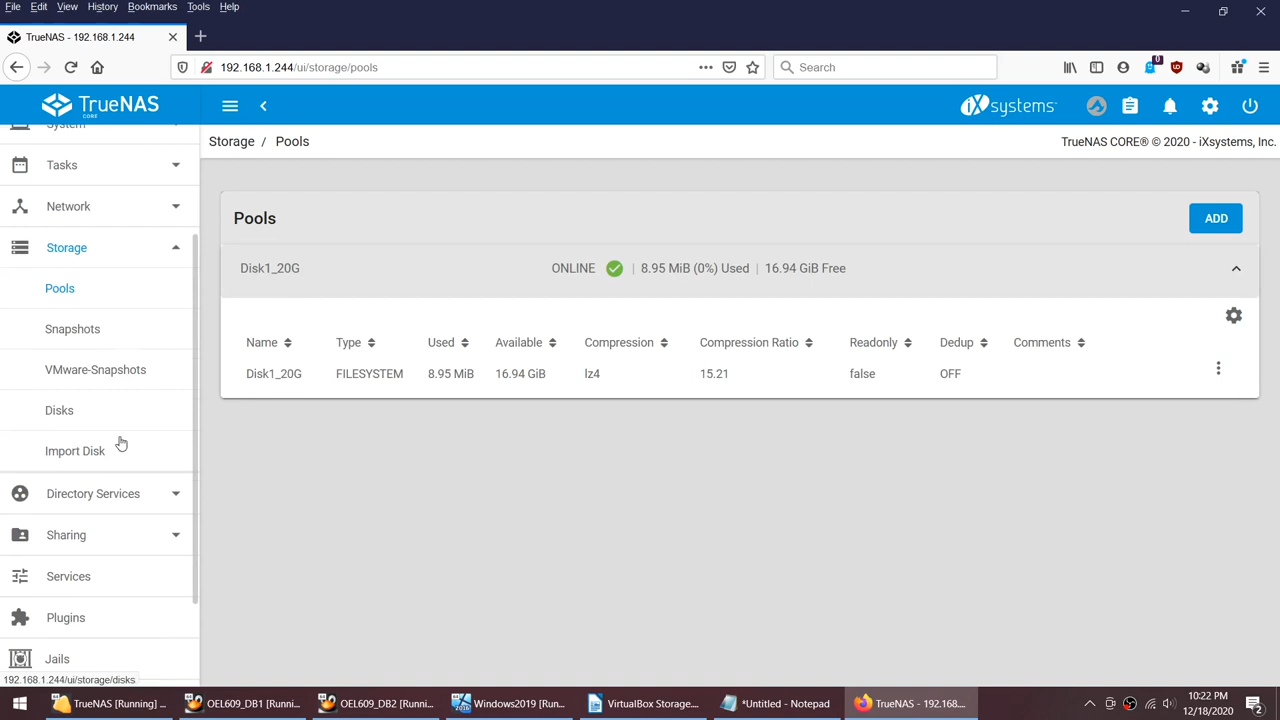 File Edit View History Bookmarks Tools Help
TrueNAS - 192.168.1.244
192.168.1.244/ui/storage/pools
Search
0
TrueNAS
CORE
iXsystems
System
Storage / Pools
TrueNAS CORE® © 2020 - iXsystems, Inc.
Tasks
Network
Storage
Pools
Snapshots
VMware-Snapshots
Disks
Import Disk
Directory Services
Sharing
Services
Plugins
Jails
Pools
ADD
Disk1_20G ONLINE | 8.95 MiB (0%) Used | 16.94 GiB Free
Name Type Used Available Compression Compression Ratio Readonly Dedup Comments
Disk1_20G FILESYSTEM 8.95 MiB 16.94 GiB lz4 15.21 false OFF
192.168.1.244/ui/storage/disks
TrueNAS [Running] ... OEL609_DB1 [Runni... OEL609_DB2 [Runni... Windows2019 [Run... VirtualBox Storage.... *Untitled - Notepad TrueNAS - 192.168....
10:22 PM
12/18/2020
2